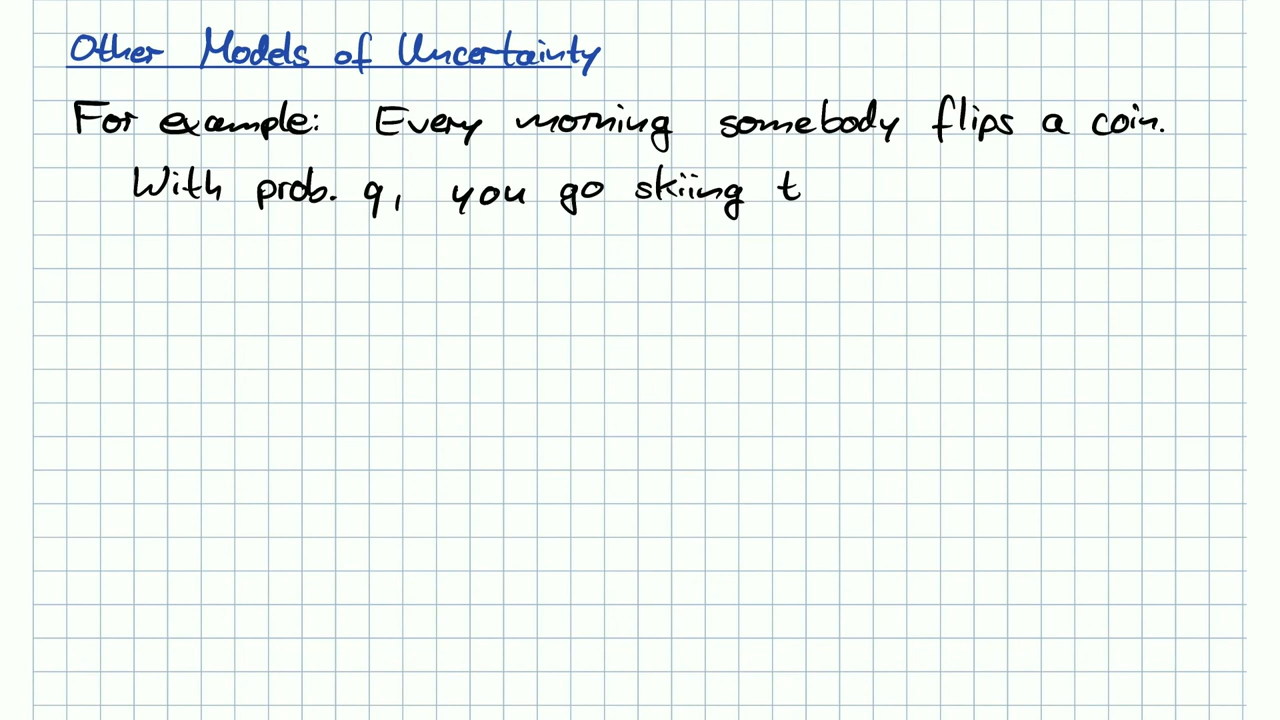 Other Models of Uncertainty
For example: Every morning somebody flips a coin.
With prob. q, you go skiing t